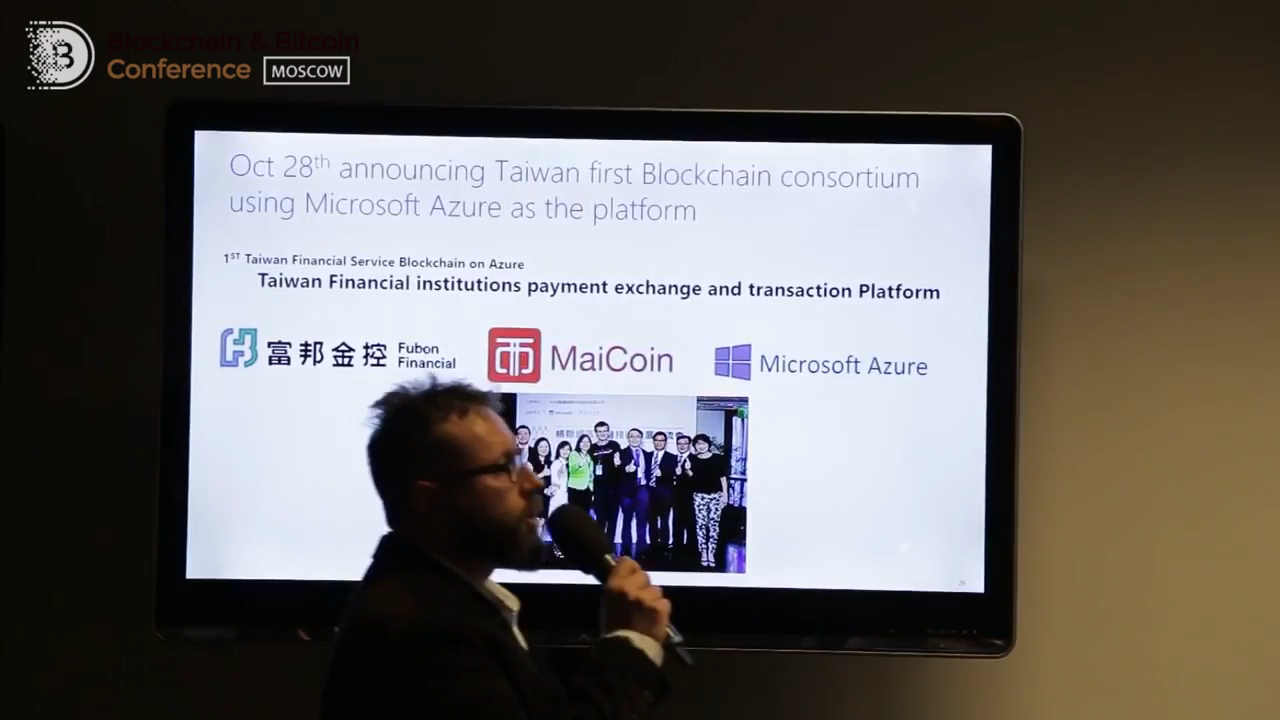 Blockchain & Bitcoin
Conference MOSCOW
Oct 28th announcing Taiwan first Blockchain consortium
using Microsoft Azure as the platform
1ST Taiwan Financial Service Blockchain on Azure
Taiwan Financial institutions payment exchange and transaction Platform
富邦金控 Fubon Financial
MaiCoin
Microsoft Azure